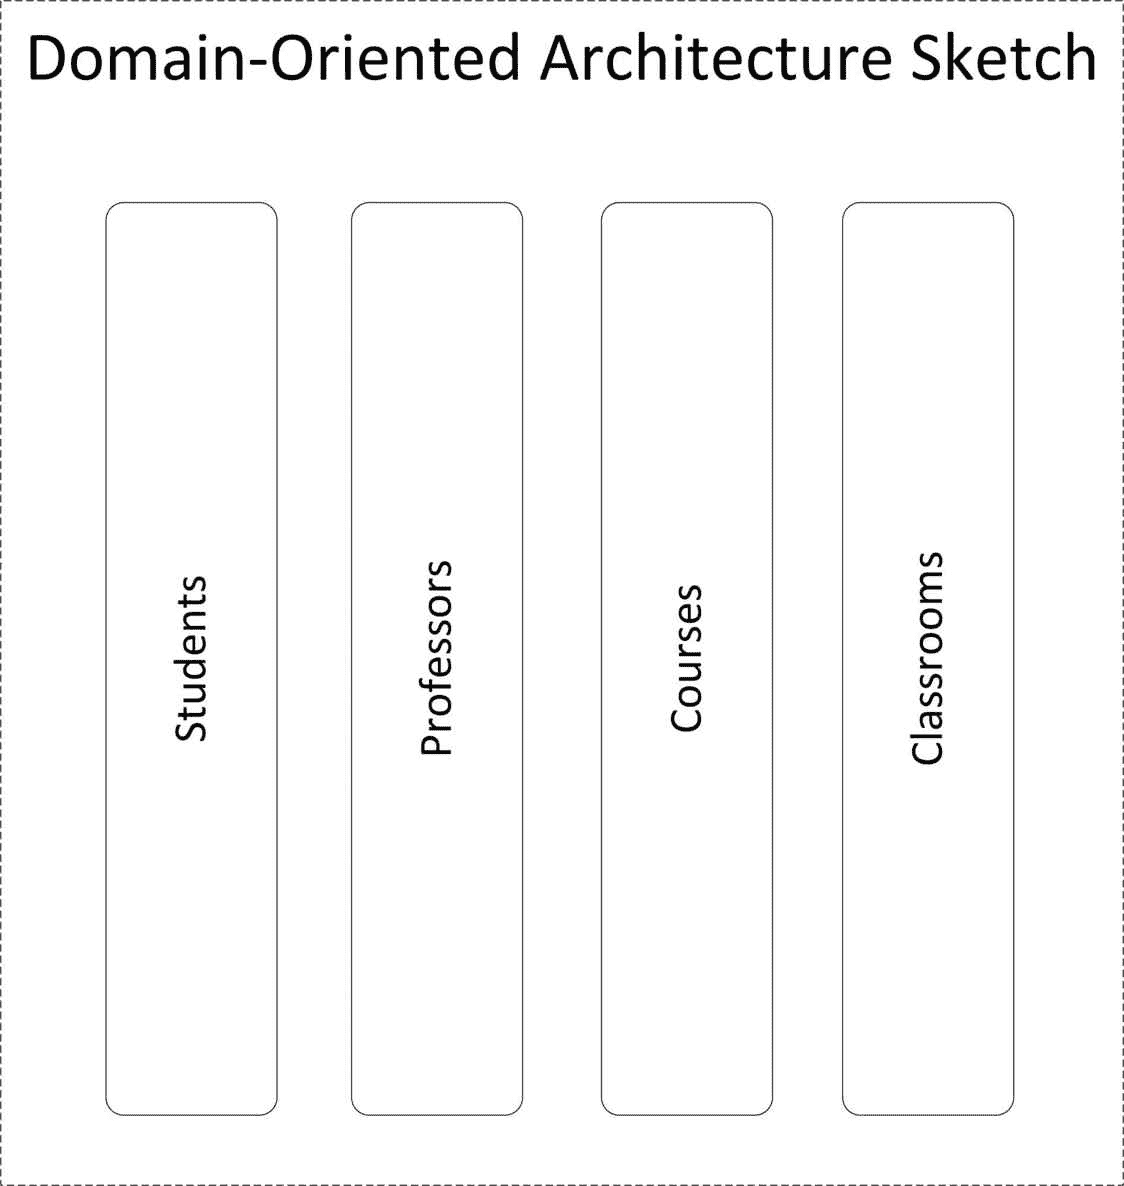 Domain-Oriented Architecture Sketch
Students
Professors
Courses
Classrooms